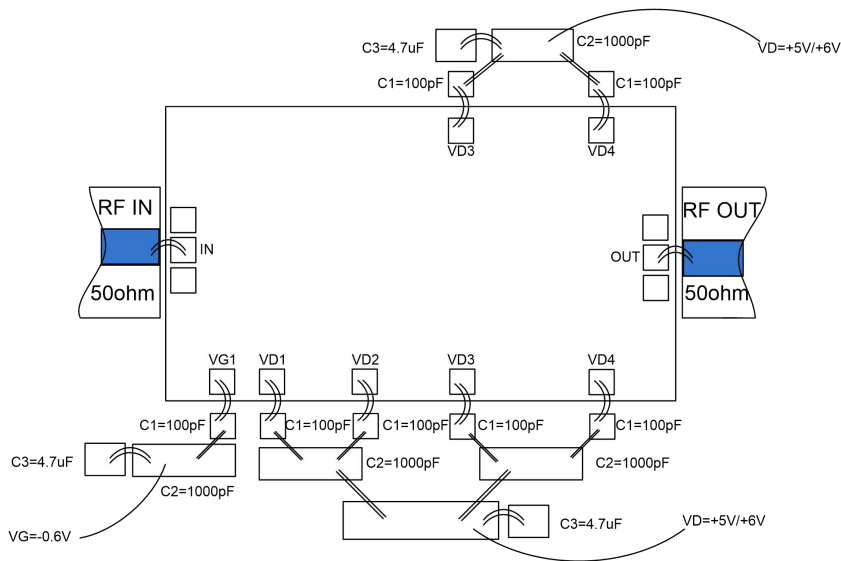 C3=4.7uF
C2=1000pF
VD=+5V/+6V
C1=100pF
C1=100pF
VD3
VD4
RF IN
IN
50ohm
RF OUT
OUT
50ohm
VG1
VD1
VD2
VD3
VD4
C1=100pF
C1=100pF
C1=100pF
C1=100pF
C1=100pF
C3=4.7uF
C2=1000pF
C2=1000pF
C2=1000pF
VG=-0.6V
C3=4.7uF
VD=+5V/+6V